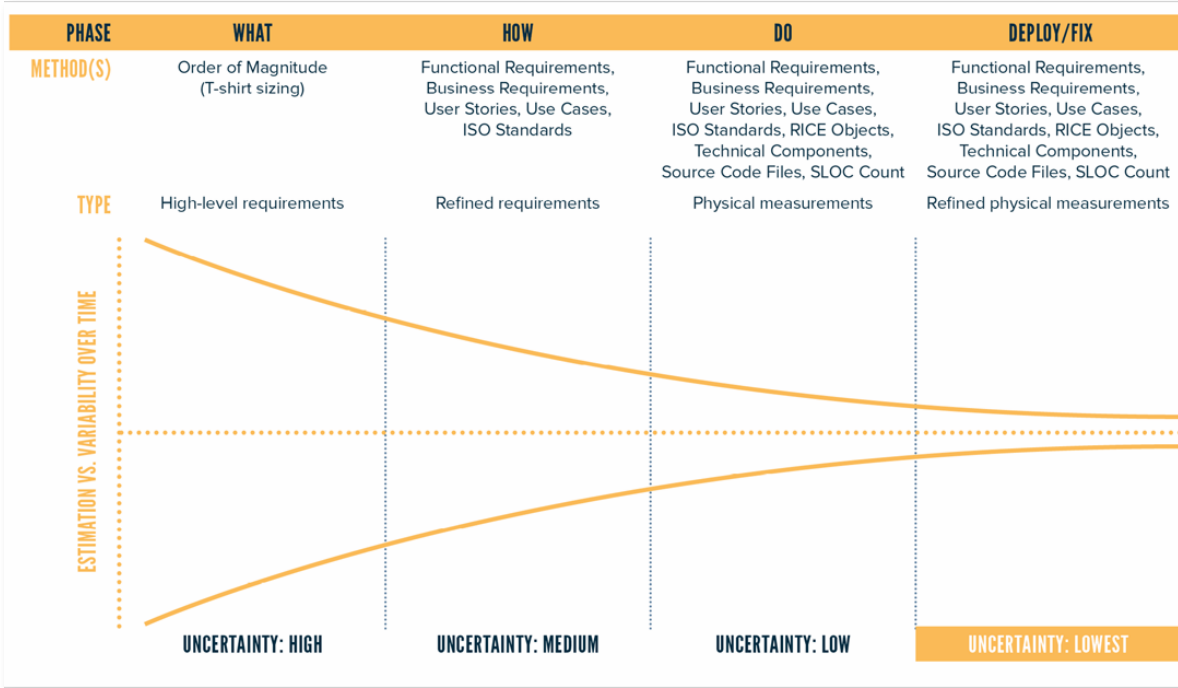 PHASE WHAT HOW DO DEPLOY/FIX
METHOD(S)
Order of Magnitude
(T-shirt sizing)
Functional Requirements,
Business Requirements,
User Stories, Use Cases,
ISO Standards
Functional Requirements,
Business Requirements,
User Stories, Use Cases,
ISO Standards, RICE Objects,
Technical Components,
Source Code Files, SLOC Count
Functional Requirements,
Business Requirements,
User Stories, Use Cases,
ISO Standards, RICE Objects,
Technical Components,
Source Code Files, SLOC Count
TYPE High-level requirements Refined requirements Physical measurements Refined physical measurements
ESTIMATION VS. VARIABILITY OVER TIME
UNCERTAINTY: HIGH UNCERTAINTY: MEDIUM UNCERTAINTY: LOW UNCERTAINTY: LOWEST